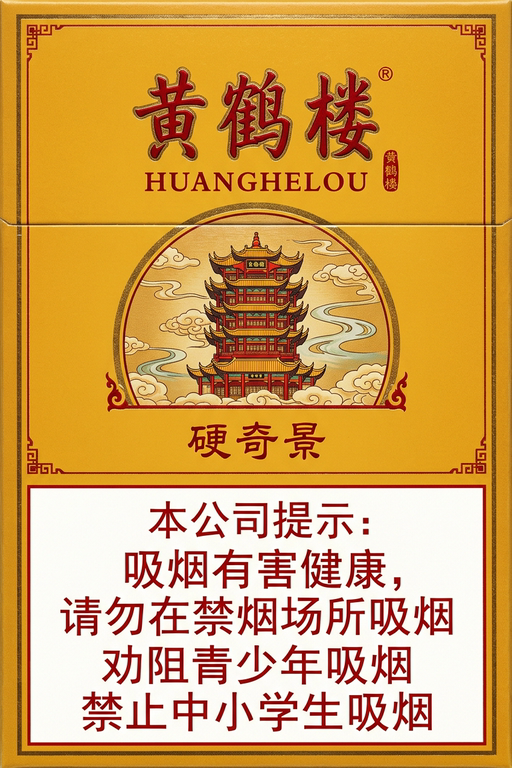 黄鹤楼®
HUANGHELOU
黄鹤楼
硬奇景
本公司提示：
吸烟有害健康，
请勿在禁烟场所吸烟
劝阻青少年吸烟
禁止中小学生吸烟